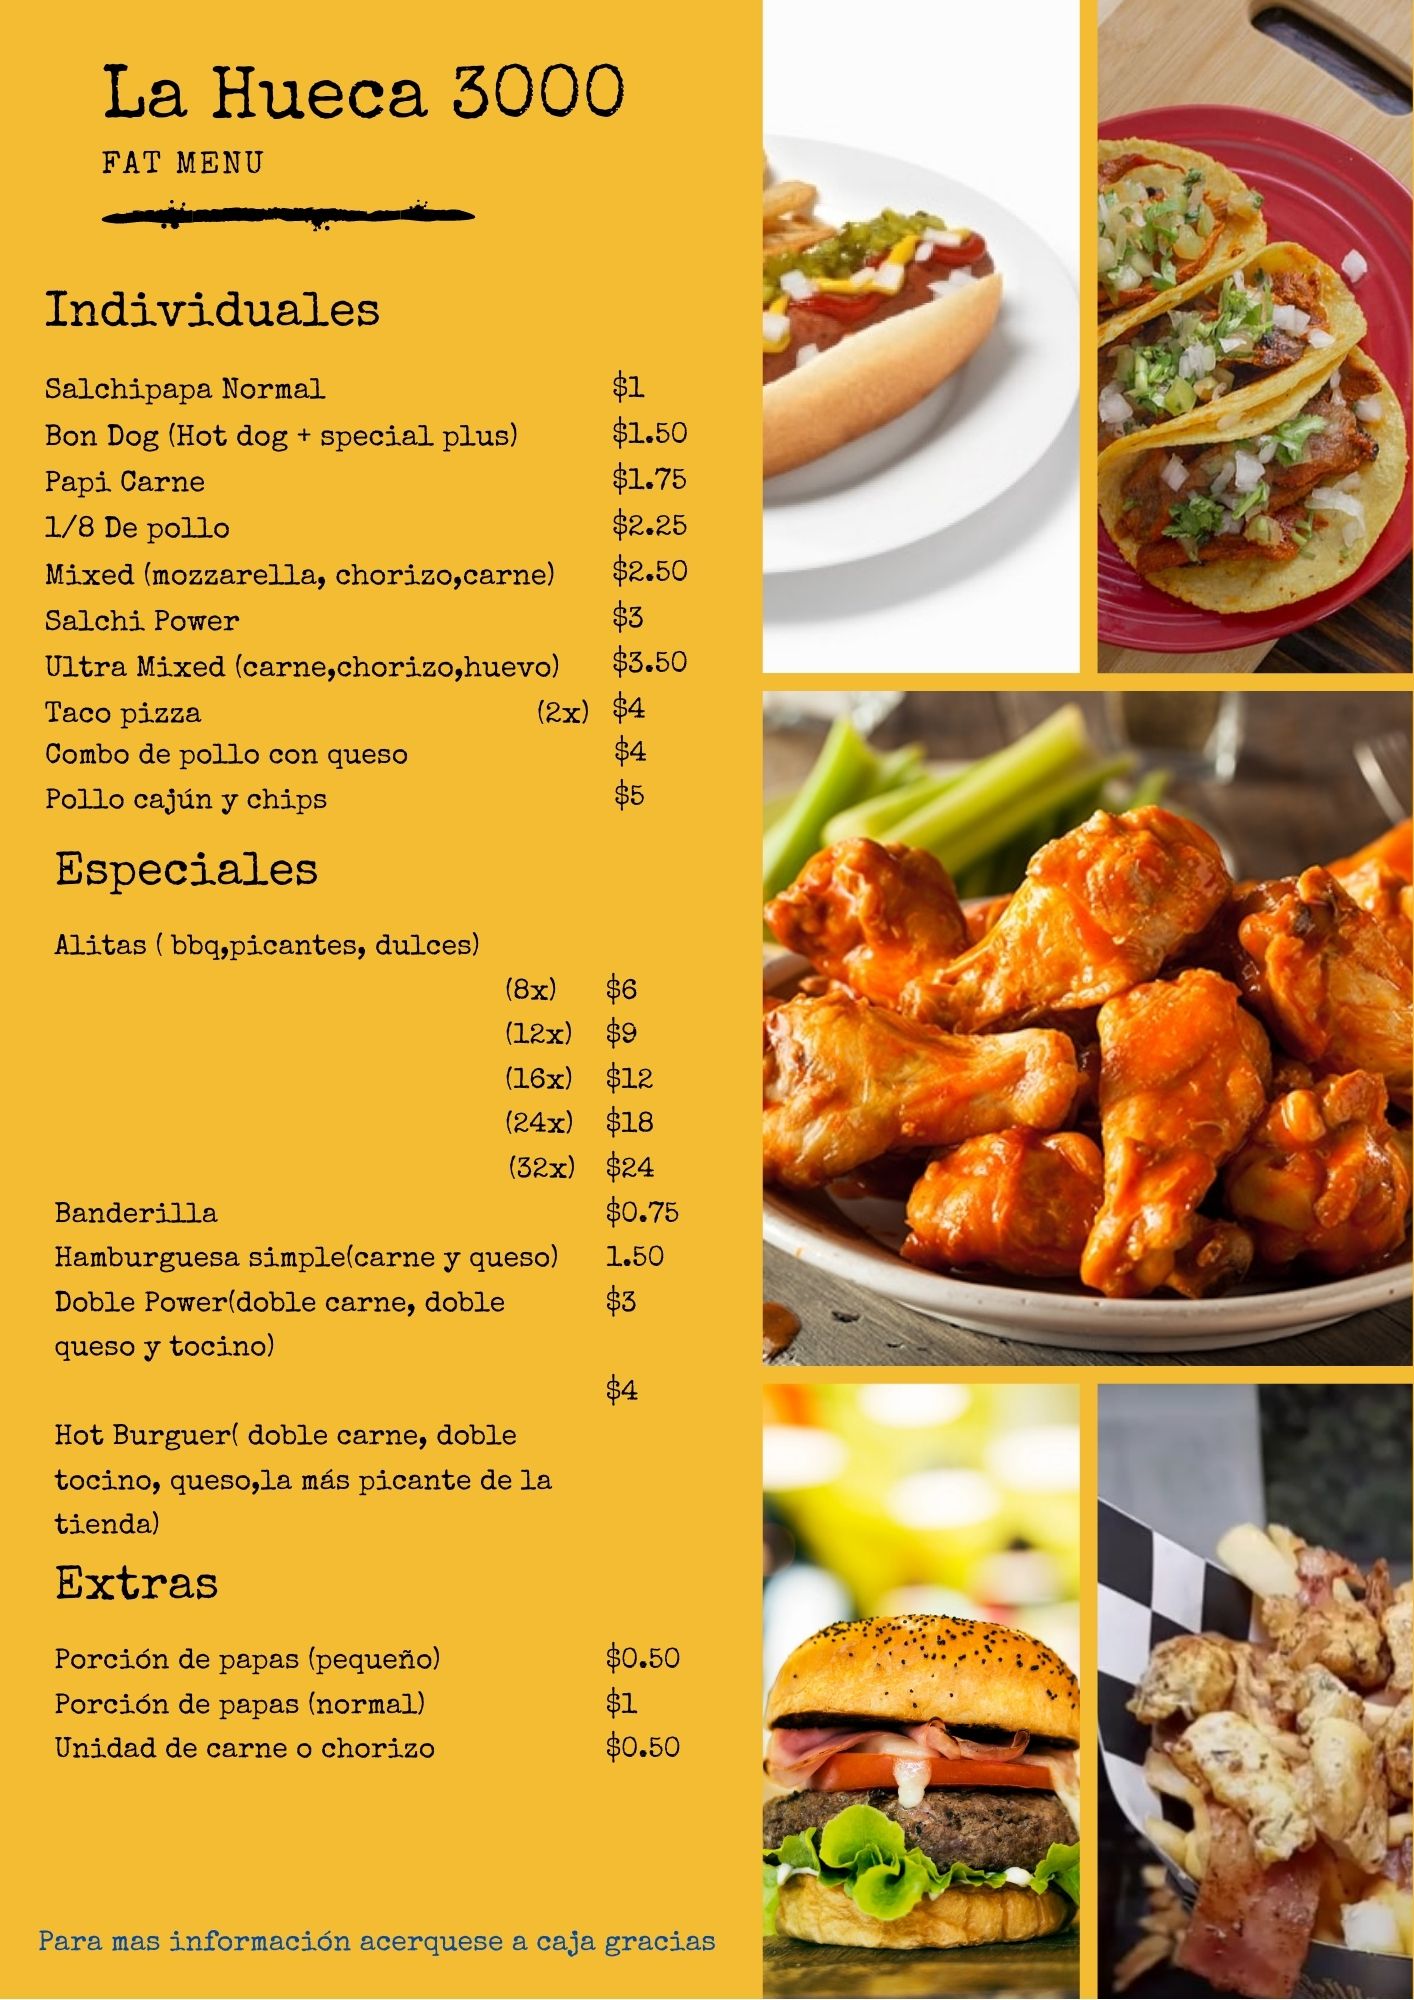 La Hueca 3000
FAT MENU
Individuales
Salchipapa Normal $1
Bon Dog (Hot dog + special plus) $1.50
Papi Carne $1.75
1/8 De pollo $2.25
Mixed (mozzarella, chorizo,carne) $2.50
Salchi Power $3
Ultra Mixed (carne,chorizo,huevo) $3.50
Taco pizza (2x) $4
Combo de pollo con queso $4
Pollo cajún y chips $5
Especiales
Alitas ( bbq,picantes, dulces)
(8x) $6
(12x) $9
(16x) $12
(24x) $18
(32x) $24
Banderilla $0.75
Hamburguesa simple(carne y queso) 1.50
Doble Power(doble carne, doble $3
queso y tocino)
$4
Hot Burguer( doble carne, doble
tocino, queso,la más picante de la
tienda)
Extras
Porción de papas (pequeño) $0.50
Porción de papas (normal) $1
Unidad de carne o chorizo $0.50
Para mas información acerquese a caja gracias